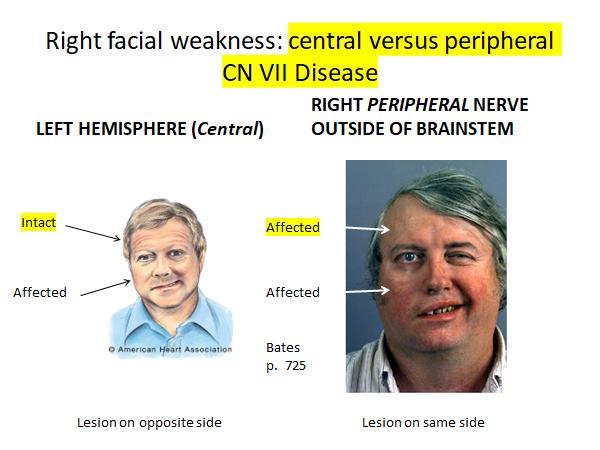 Right facial weakness: central versus peripheral
CN VII Disease
LEFT HEMISPHERE (Central)
RIGHT PERIPHERAL NERVE
OUTSIDE OF BRAINSTEM
Intact
Affected
© American Heart Association
Affected
Affected
Bates
p. 725
Lesion on opposite side
Lesion on same side